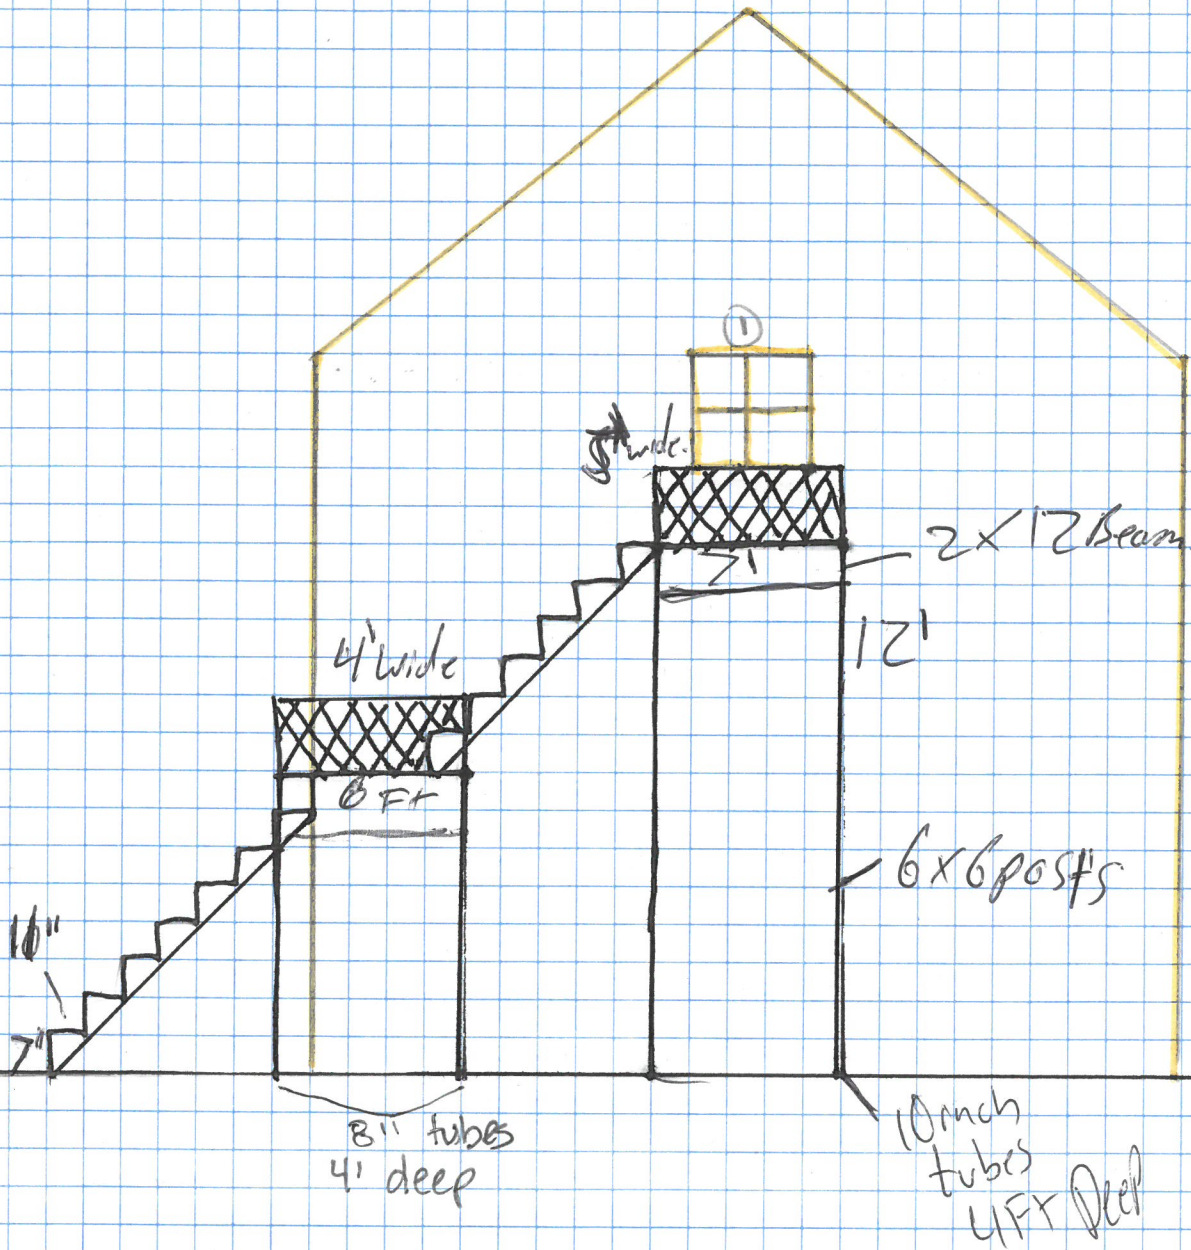 1
wide
2x12 Beam
7'
12'
4' wide
6 Ft
6x6 posts
10"
7"
8" tubes
4' deep
10 inch
tubes
4 Ft Deep